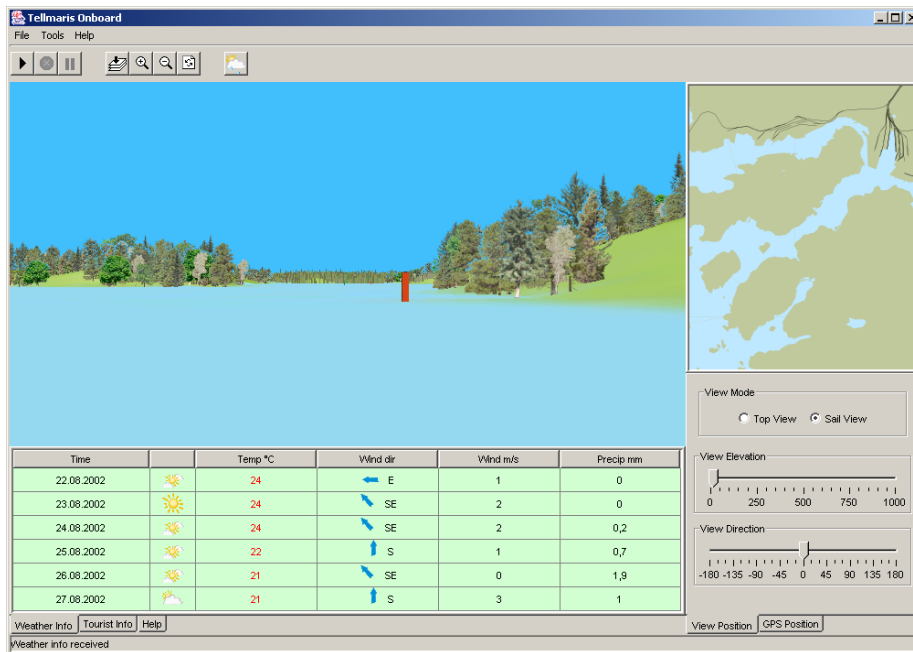 Tellmaris Onboard
File Tools Help
View Mode
Top View Sail View
View Elevation
0 250 500 750 1000
View Direction
-180 -135 -90 -45 0 45 90 135 180
View Position GPS Position
Time Temp °C Wind dir Wind m/s Precip mm
22.08.2002 24 E 1 0
23.08.2002 24 SE 2 0
24.08.2002 24 SE 2 0,2
25.08.2002 22 S 1 0,7
26.08.2002 21 SE 0 1,9
27.08.2002 21 S 3 1
Weather Info Tourist Info Help
Weather info received